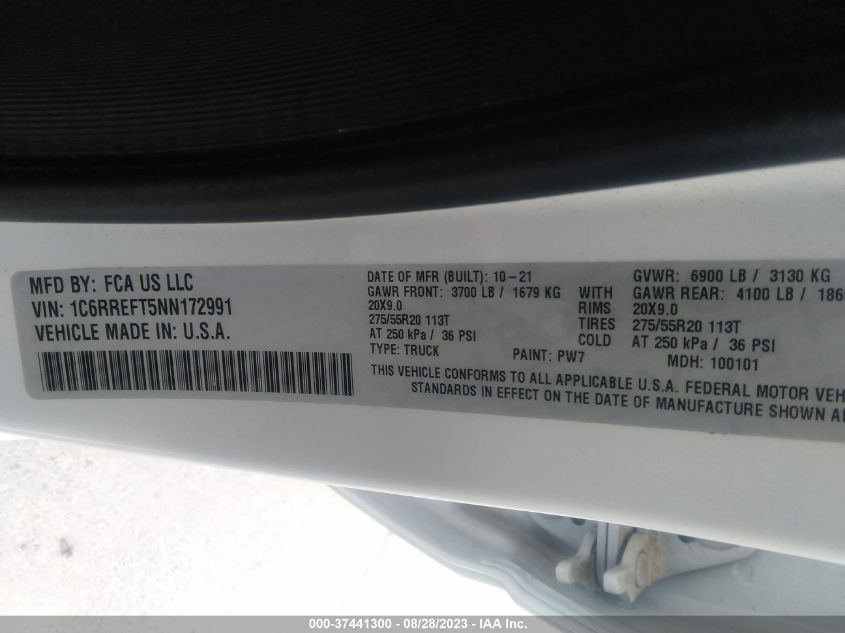 MFD BY: FCA US LLC
VIN: 1C6RREFT5NN172991
VEHICLE MADE IN: U.S.A.
DATE OF MFR (BUILT): 10-21
GAWR FRONT: 3700 LB / 1679 KG WITH
20X9.0 RIMS
275/55R20 113T TIRES
AT 250 kPa / 36 PSI COLD
TYPE: TRUCK PAINT: PW7
GVWR: 6900 LB / 3130 KG
GAWR REAR: 4100 LB /
20X9.0
275/55R20 113T
AT 250 kPa / 36 PSI
MDH: 100101
THIS VEHICLE CONFORMS TO ALL APPLICABLE U.S.A. FEDERAL MOTOR
STANDARDS IN EFFECT ON THE DATE OF MANUFACTURE SHOWN
000-37441300 - 08/28/2023 - IAA Inc.